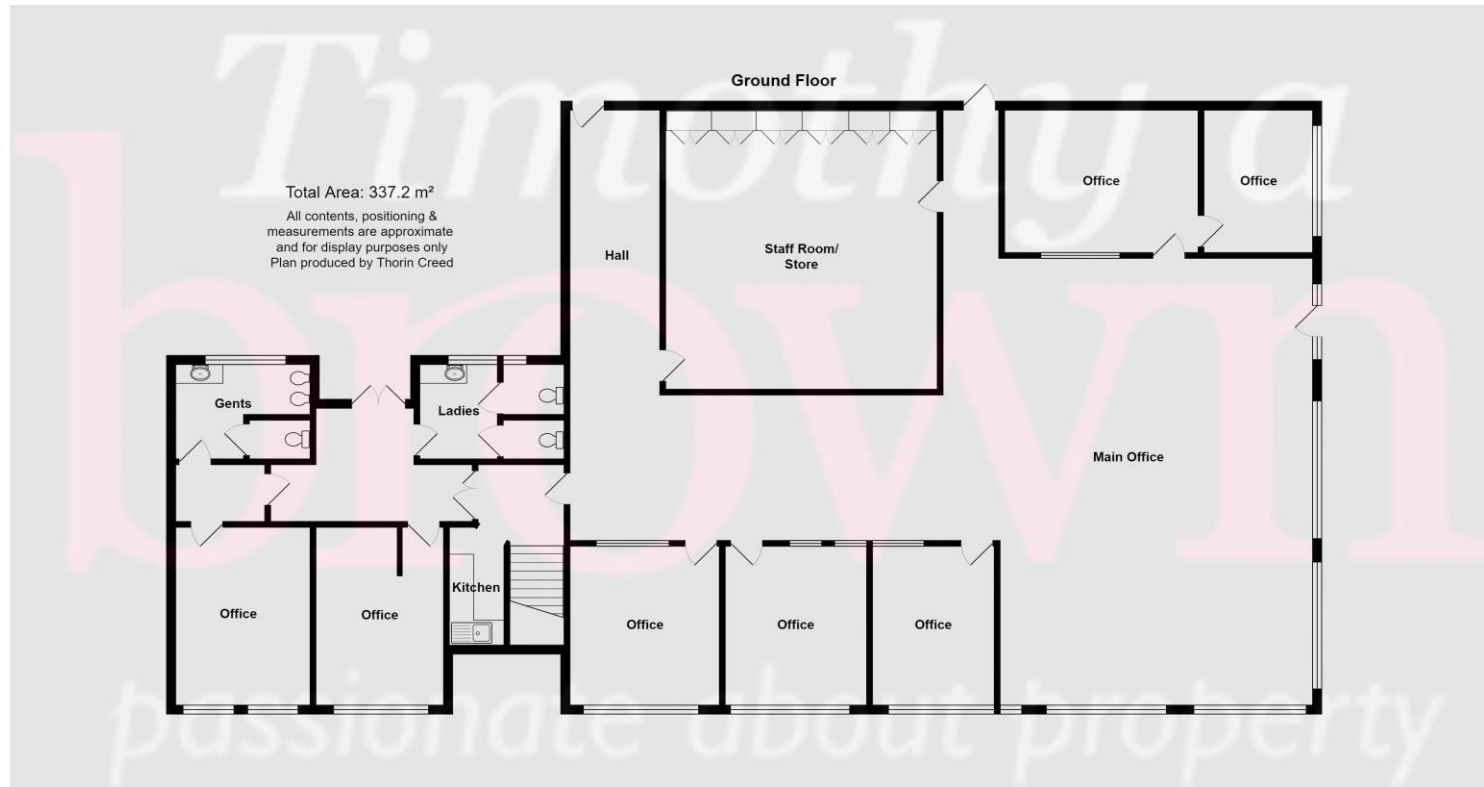 Timothy a
brown
passionate about property
Ground Floor
Total Area: 337.2 m²
All contents, positioning &
measurements are approximate
and for display purposes only
Plan produced by Thorin Creed
Office
Office
Hall
Staff Room/
Store
Gents
Ladies
Main Office
Kitchen
Office
Office
Office
Office
Office